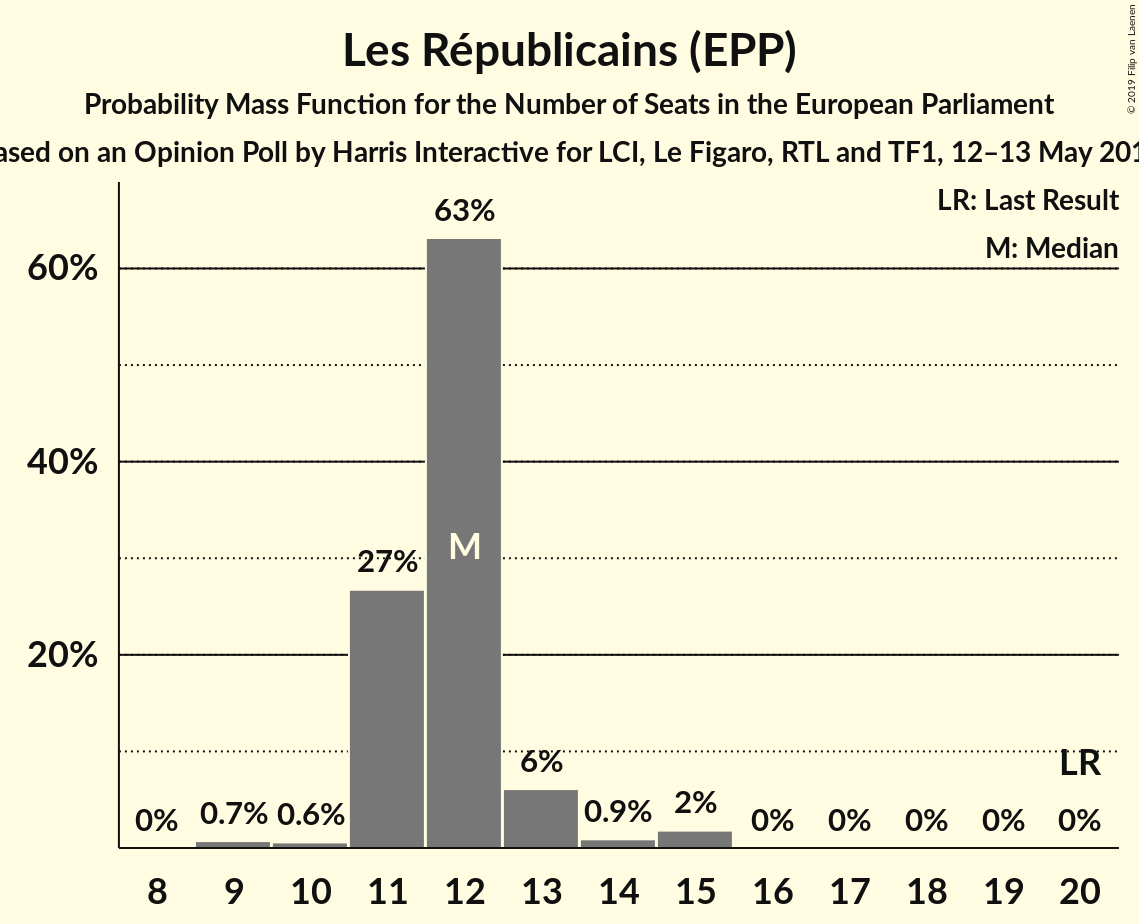 Les Républicains (EPP)
Probability Mass Function for the Number of Seats in the European Parliament
ased on an Opinion Poll by Harris Interactive for LCI, Le Figaro, RTL and TF1, 12–13 May 201
© 2019 Filip van Laenen
LR: Last Result
M: Median
63%
60%
40%
M
27%
20%
6%
LR
0% 0.7% 0.6% 0.9% 2% 0% 0% 0% 0% 0%
8 9 10 11 12 13 14 15 16 17 18 19 20